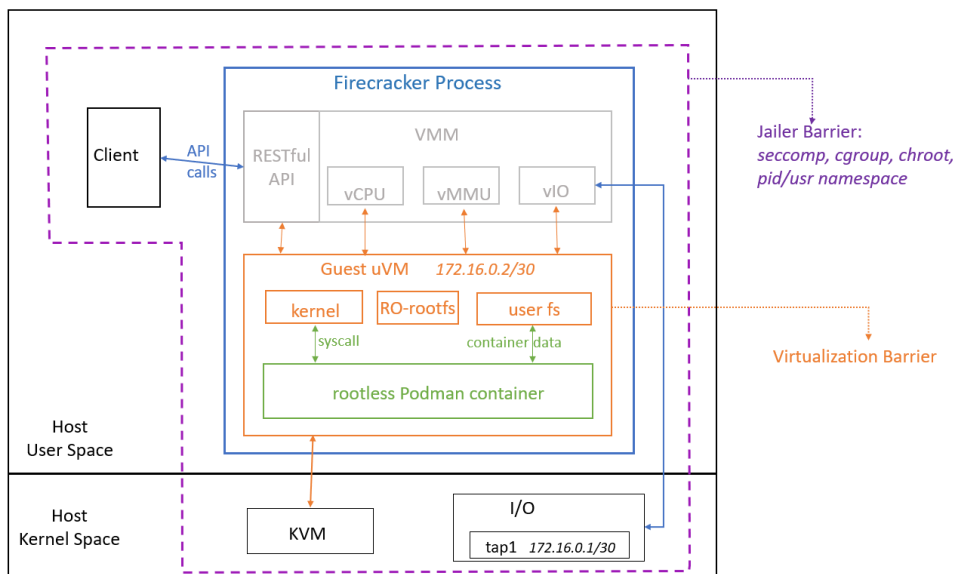 Firecracker Process
VMM
Client
API
calls
RESTful
API
vCPU
vMMU
vIO
Jailer Barrier:
seccomp, cgroup, chroot,
pid/usr namespace
Guest uVM 172.16.0.2/30
kernel
RO-rootfs
user fs
syscall
container data
Virtualization Barrier
rootless Podman container
Host
User Space
Host
Kernel Space
KVM
I/O
tap1 172.16.0.1/30